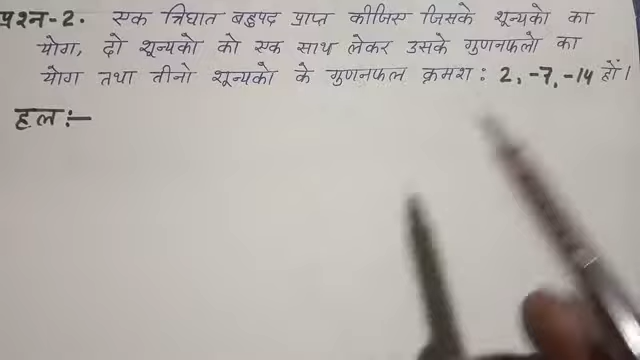 प्रश्न-2. एक त्रिघात बहुपद प्राप्त कीजिए जिसके शून्यको का
योग, दो शून्यको को एक साथ लेकर उसके गुणनफलो का
योग तथा तीनो शून्यको के गुणनफल क्रमश: 2, -7, -14 हों।
हल:-